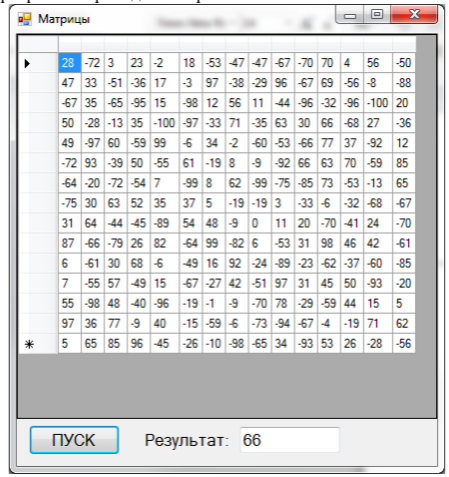 Матрицы
28 -72 3 23 -2 18 -53 -47 -47 -67 -70 70 4 56 -50
47 33 -51 -36 17 -3 97 -38 -29 96 -67 69 -56 -8 -88
-67 35 -65 -95 15 -98 12 56 11 -44 -96 -32 -96 -100 20
50 -28 -13 35 -100 -97 -33 71 -35 63 30 66 -68 27 -36
49 -97 60 -59 99 -6 34 -2 -60 -53 -66 77 37 -92 12
-72 93 -39 50 -55 61 -19 8 -9 -92 66 63 70 -59 85
-64 -20 -72 -54 7 -99 8 62 -99 -75 -85 73 -53 -13 65
-75 30 63 52 35 37 5 -19 -19 3 -33 -6 -32 -68 -67
31 64 -44 -45 -89 54 48 -9 0 11 20 -70 -41 24 -70
87 -66 -79 26 82 -64 99 -82 6 -53 31 98 46 42 -61
6 -61 30 68 -6 -49 16 92 -24 -89 -23 -62 -37 -60 -85
7 -55 57 -49 15 -67 -27 42 -51 97 31 45 50 -93 -20
55 -98 48 -40 -96 -19 -1 -9 -70 78 -29 -59 44 15 5
97 36 77 -9 40 -15 -59 -6 -73 -94 -67 -4 -19 71 62
5 65 85 96 -45 -26 -10 -98 -65 34 -93 53 26 -28 -56
ПУСК Результат: 66